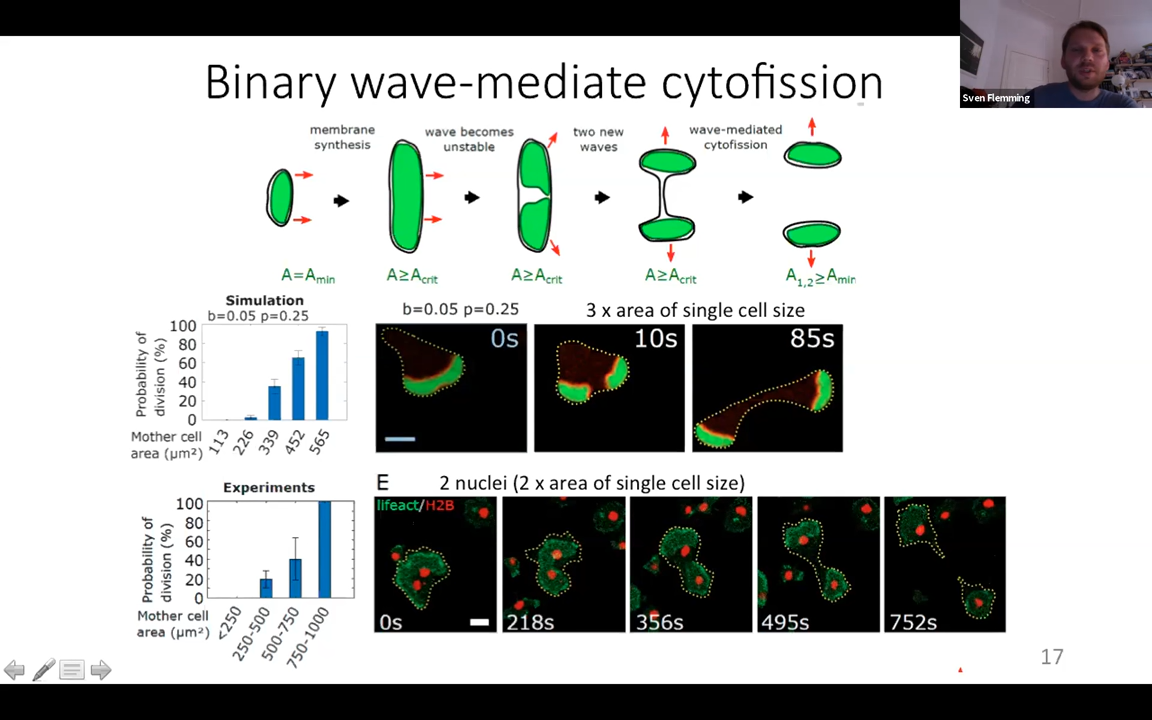 Sven Flemming
Binary wave-mediate cytofission
membrane
synthesis
wave becomes
unstable
two new
waves
wave-mediated
cytofission
A=Amin
A≥Acrit
A≥Acrit
A≥Acrit
A1,2≥Amin
Simulation
b=0.05 p=0.25
Probability of
division (%)
100
80
60
40
20
0
Mother cell
area (µm²)
113
226
339
452
565
b=0.05 p=0.25
3 x area of single cell size
0s
10s
85s
Experiments
Probability of
division (%)
100
80
60
40
20
0
Mother cell
area (µm²)
<250
250-500
500-750
750-1000
E
2 nuclei (2 x area of single cell size)
lifeact/H2B
0s
218s
356s
495s
752s
17